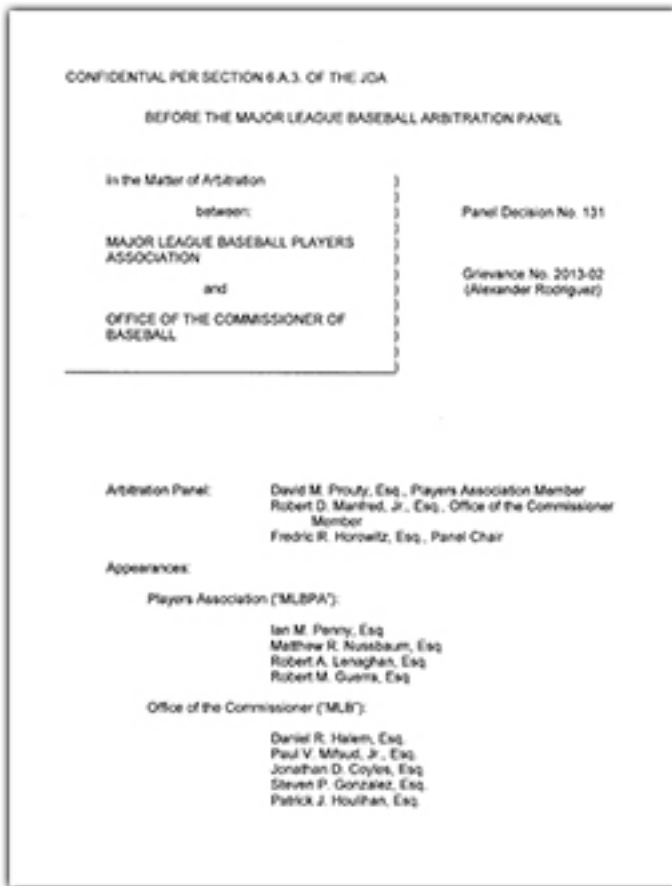 CONFIDENTIAL PER SECTION 6.A.3. OF THE JDA
BEFORE THE MAJOR LEAGUE BASEBALL ARBITRATION PANEL
In the Matter of Arbitration
between:
MAJOR LEAGUE BASEBALL PLAYERS
ASSOCIATION
and
OFFICE OF THE COMMISSIONER OF
BASEBALL
)
)
)
)
)
)
)
)
)
)
)
)
)
Panel Decision No. 131
Grievance No. 2013-02
(Alexander Rodriguez)
Arbitration Panel:
David M. Prouty, Esq., Players Association Member
Robert D. Manfred, Jr., Esq., Office of the Commissioner
Member
Fredric R. Horowitz, Esq., Panel Chair
Appearances:
Players Association ("MLBPA"):
Ian M. Penny, Esq.
Matthew R. Nussbaum, Esq.
Robert A. Lenaghan, Esq.
Robert M. Guerra, Esq.
Office of the Commissioner ("MLB"):
Daniel R. Halem, Esq.
Paul V. Mifsud, Jr., Esq.
Jonathan D. Coyles, Esq.
Steven P. Gonzalez, Esq.
Patrick J. Houlihan, Esq.